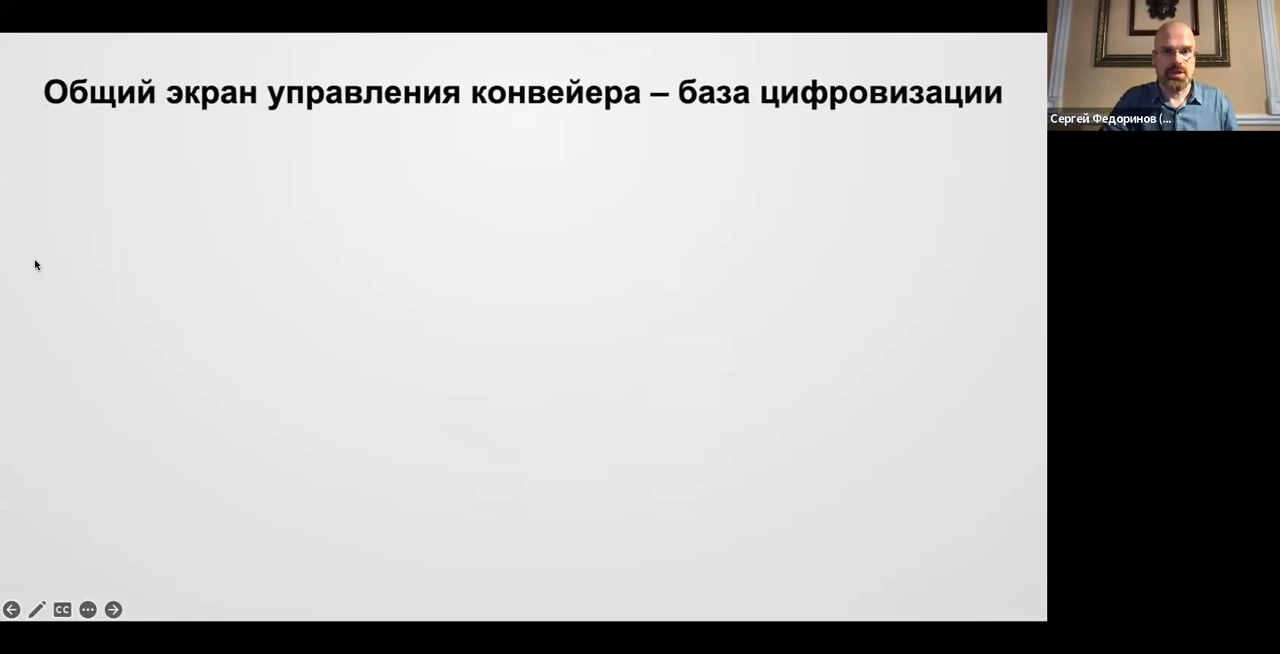 Общий экран управления конвейера – база цифровизации
Сергей Федоринов (...
CC